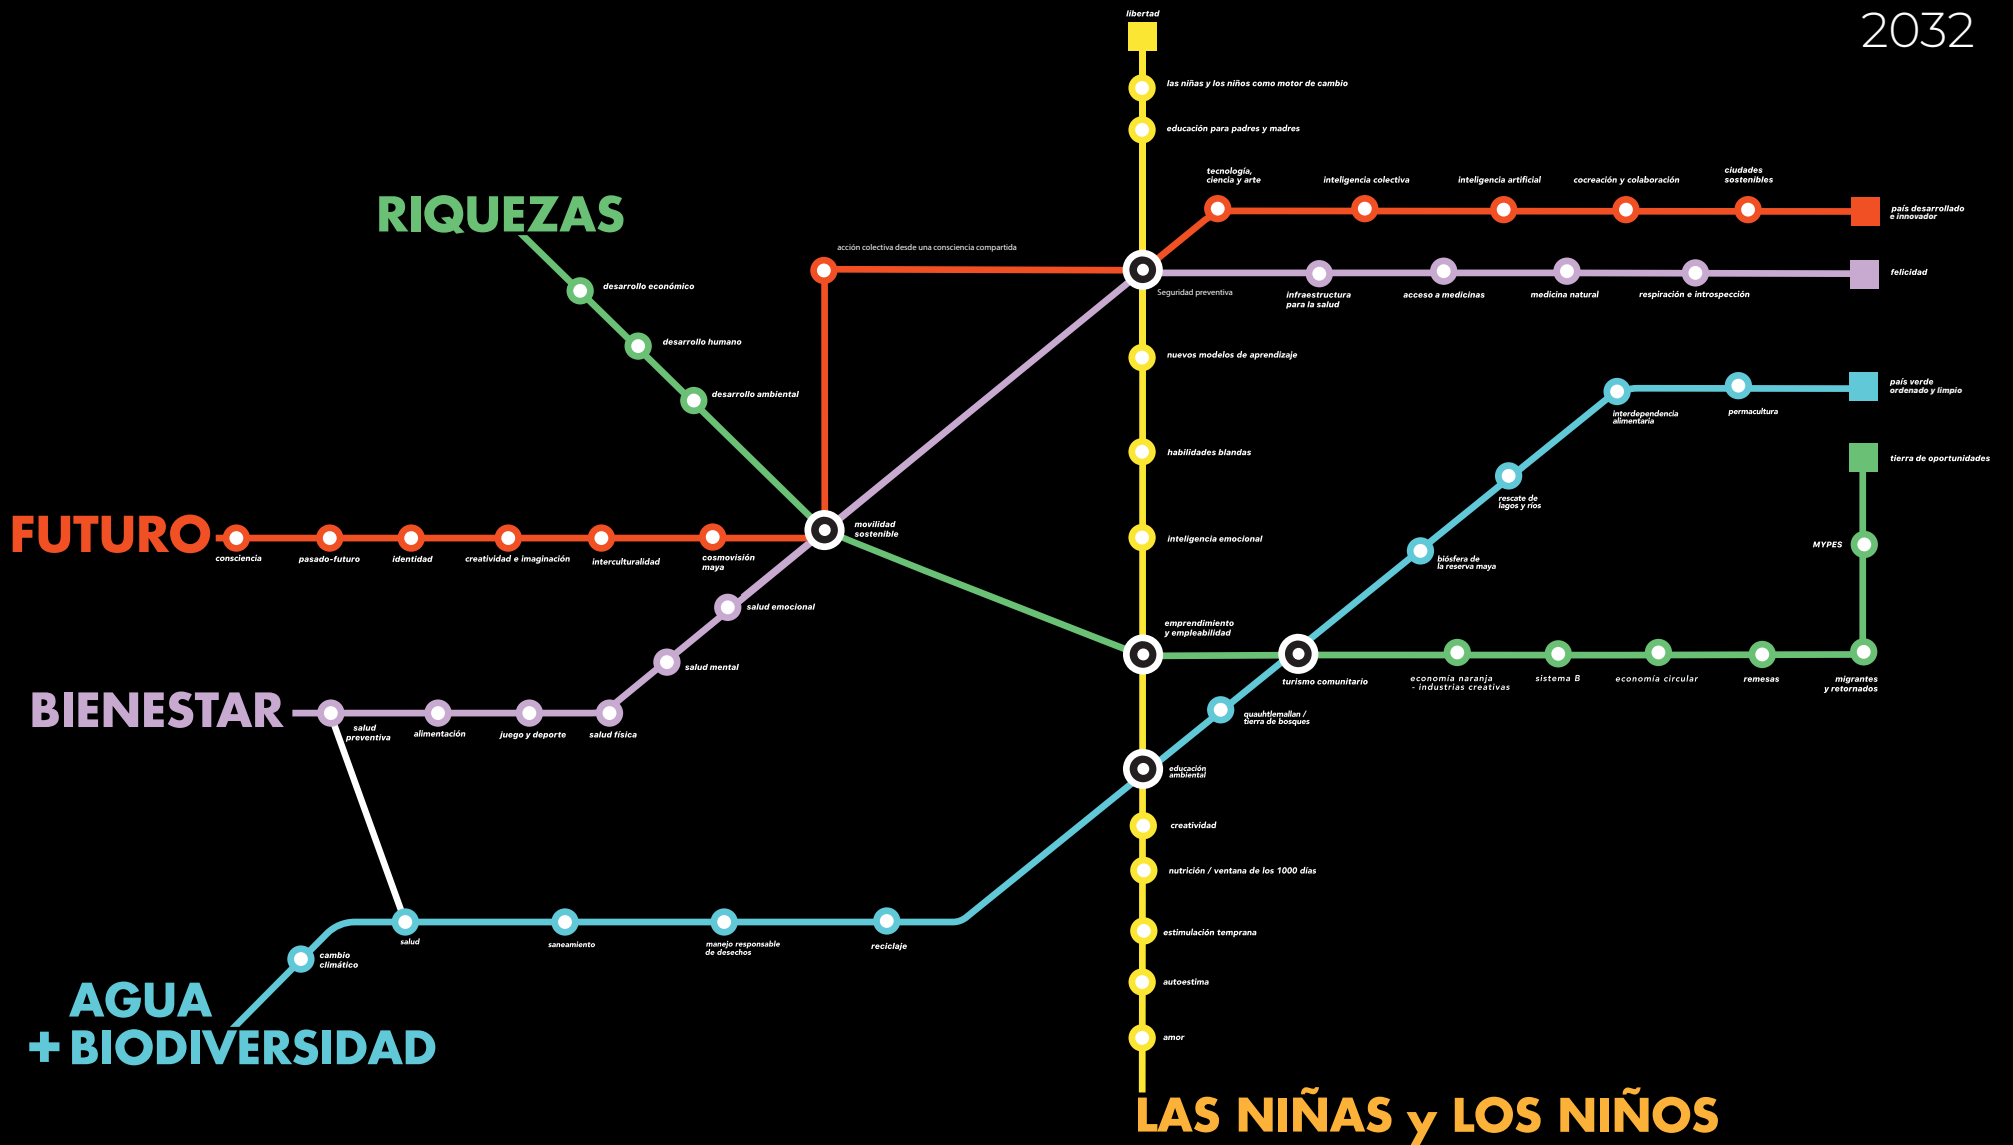 2032
libertad
las niñas y los niños como motor de cambio
educación para padres y madres
tecnología,
ciencia y arte
inteligencia colectiva
inteligencia artificial
cocreación y colaboración
ciudades
sostenibles
país desarrollado
e innovador
RIQUEZAS
acción colectiva desde una consciencia compartida
Seguridad preventiva
infraestructura
para la salud
acceso a medicinas
medicina natural
respiración e introspección
felicidad
desarrollo económico
desarrollo humano
desarrollo ambiental
nuevos modelos de aprendizaje
país verde
ordenado y limpio
interdependencia
alimentaria
permacultura
habilidades blandas
tierra de oportunidades
rescate de
lagos y ríos
FUTURO
consciencia
pasado-futuro
identidad
creatividad e imaginación
interculturalidad
cosmovisión
maya
movilidad
sostenible
inteligencia emocional
biósfera de
la reserva maya
MYPES
salud emocional
salud mental
emprendimiento
y empleabilidad
turismo comunitario
economía naranja
- industrias creativas
sistema B
economía circular
remesas
migrantes
y retornados
BIENESTAR
salud
preventiva
alimentación
juego y deporte
salud física
quauhtlemallan /
tierra de bosques
educación
ambiental
creatividad
nutrición / ventana de los 1000 días
estimulación temprana
autoestima
amor
cambio
climático
salud
saneamiento
manejo responsable
de desechos
reciclaje
AGUA
+ BIODIVERSIDAD
LAS NIÑAS y LOS NIÑOS